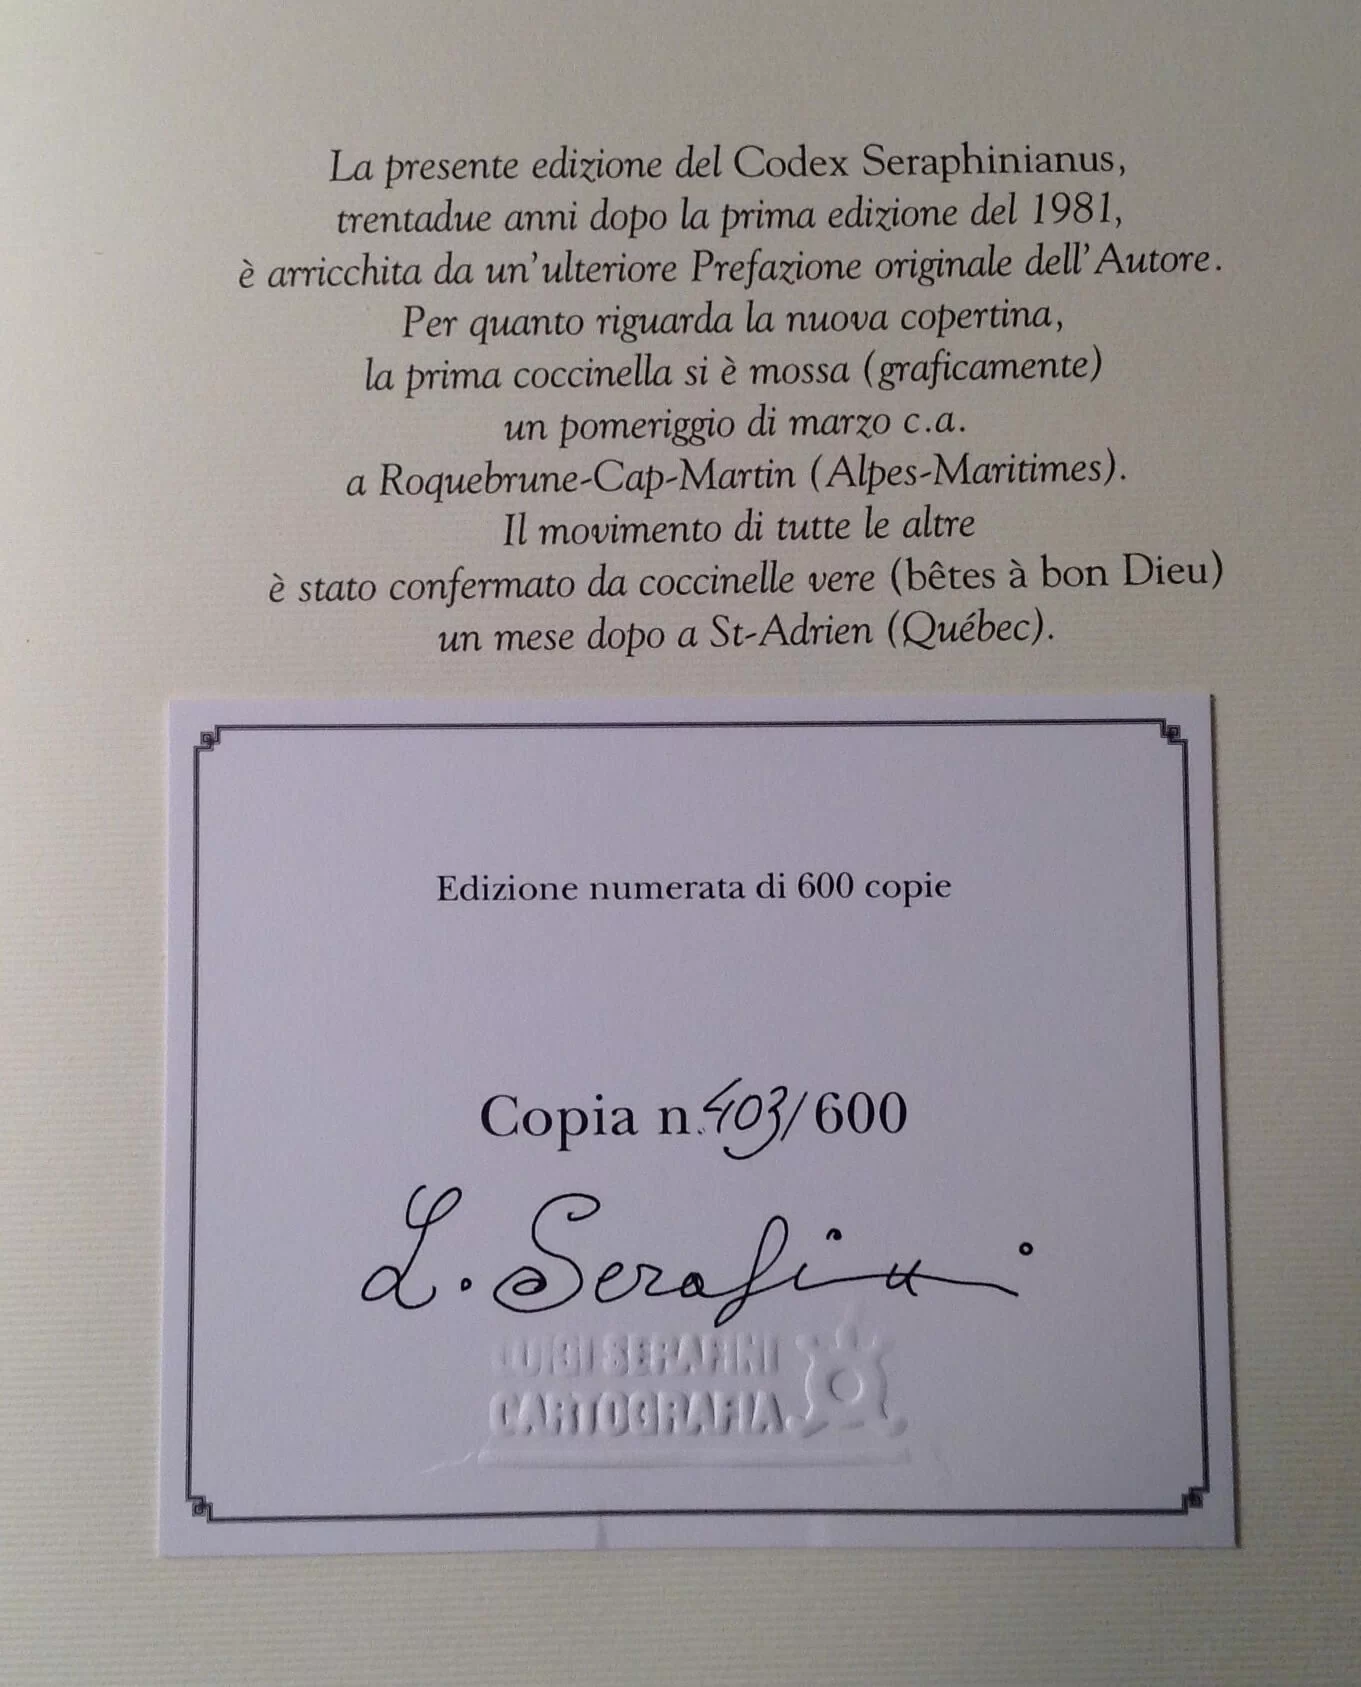 La presente edizione del Codex Seraphinianus,
trentadue anni dopo la prima edizione del 1981,
è arricchita da un'ulteriore Prefazione originale dell'Autore.
Per quanto riguarda la nuova copertina,
la prima coccinella si è mossa (graficamente)
un pomeriggio di marzo c.a.
a Roquebrune-Cap-Martin (Alpes-Maritimes).
Il movimento di tutte le altre
è stato confermato da coccinelle vere (bêtes à bon Dieu)
un mese dopo a St-Adrien (Québec).
Edizione numerata di 600 copie
Copia n.403/600
L. Serafini
LUIGI SERAFINI
CARTOGRAFIA